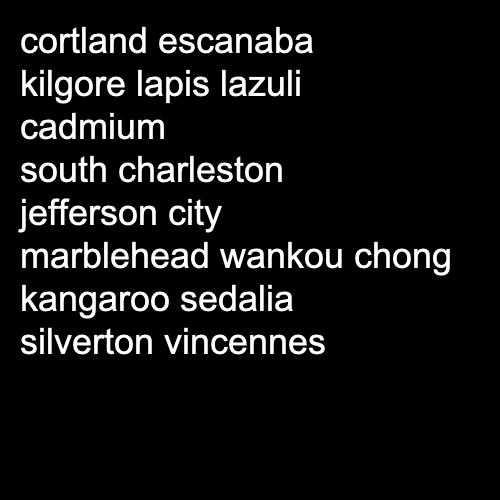 cortland escanaba
kilgore lapis lazuli
cadmium
south charleston
jefferson city
marblehead wankou chong
kangaroo sedalia
silverton vincennes